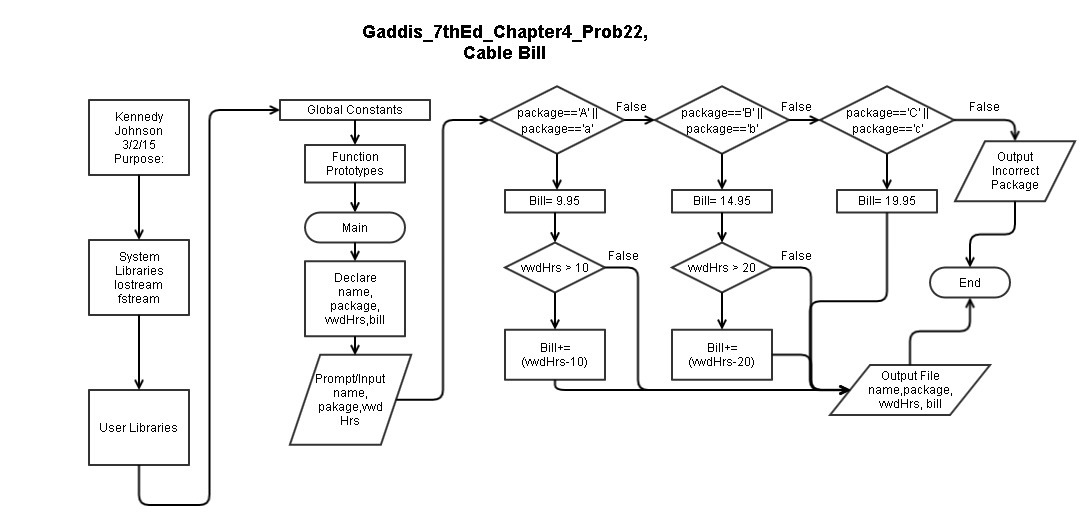 Gaddis_7thEd_Chapter4_Prob22,
Cable Bill
Kennedy
Johnson
3/2/15
Purpose:
System
Libraries
Iostream
fstream
User Libraries
Global Constants
Function
Prototypes
Main
Declare
name,
package,
vwdHrs,bill
Prompt/Input
name,
pakage,vwd
Hrs
package=='A' ||
package=='a'
False
Bill= 9.95
vwdHrs > 10
False
Bill+=
(vwdHrs-10)
package=='B' ||
package=='b'
False
Bill= 14.95
vwdHrs > 20
False
Bill+=
(vwdHrs-20)
package=='C' ||
package=='c'
False
Bill= 19.95
Output
Incorrect
Package
End
Output File
name,package,
vwdHrs, bill